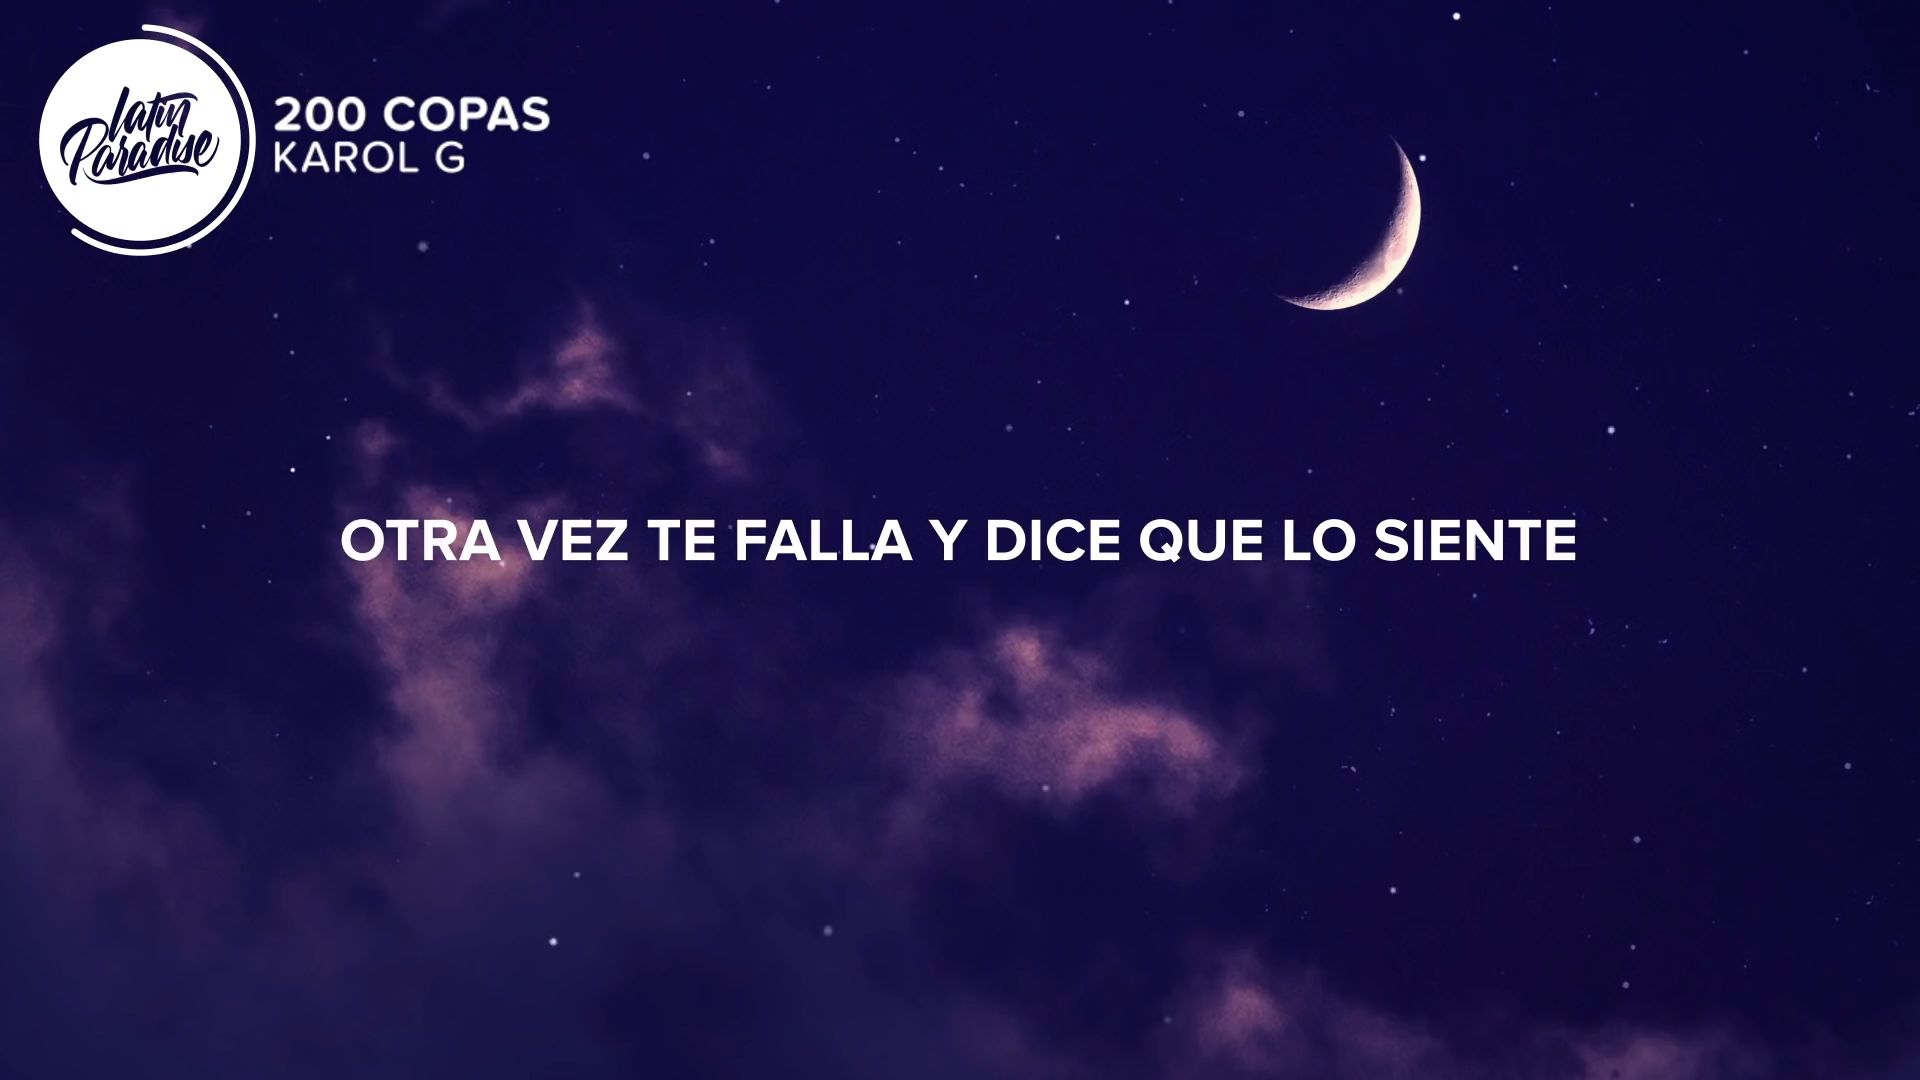 latin
Paradise
200 COPAS
KAROL G
OTRA VEZ TE FALLA Y DICE QUE LO SIENTE